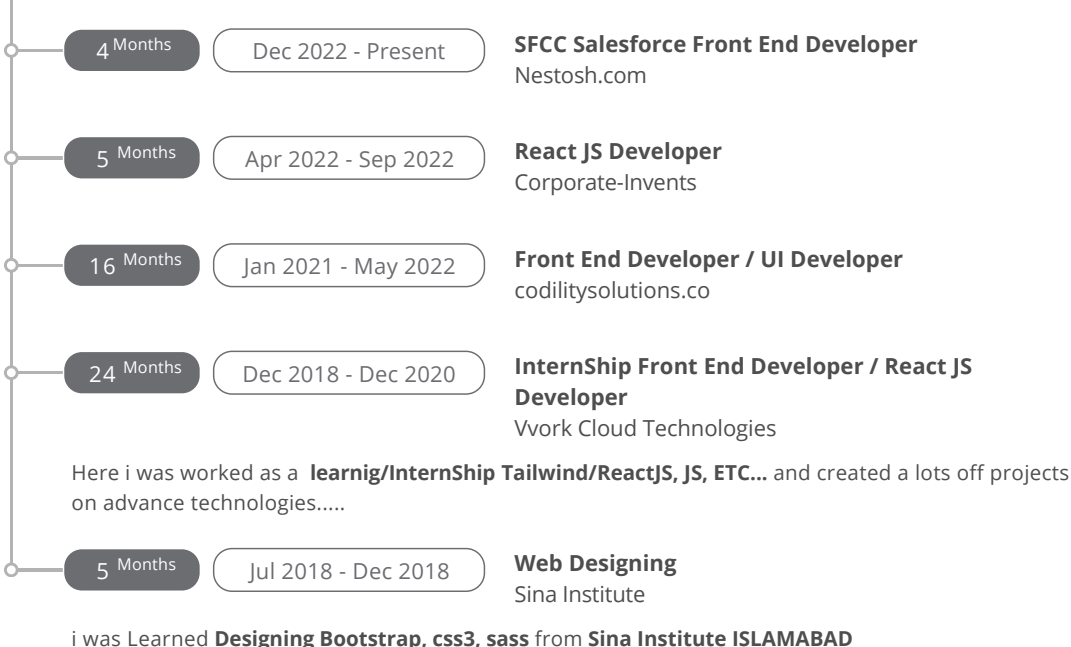 4 Months Dec 2022 - Present SFCC Salesforce Front End Developer
Nestosh.com
5 Months Apr 2022 - Sep 2022 React JS Developer
Corporate-Invents
16 Months Jan 2021 - May 2022 Front End Developer / UI Developer
codilitysolutions.co
24 Months Dec 2018 - Dec 2020 InternShip Front End Developer / React JS
Developer
Vvork Cloud Technologies
Here i was worked as a learnig/InternShip Tailwind/ReactJS, JS, ETC... and created a lots off projects
on advance technologies.....
5 Months Jul 2018 - Dec 2018 Web Designing
Sina Institute
i was Learned Designing Bootstrap, css3, sass from Sina Institute ISLAMABAD